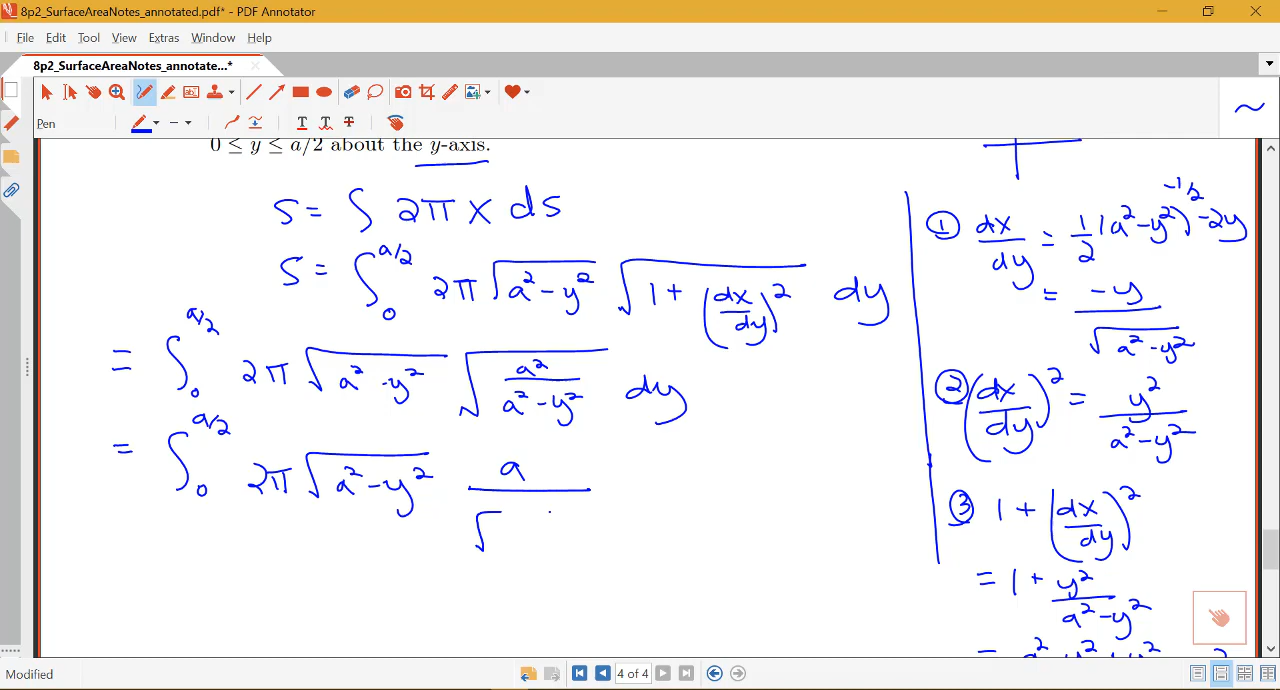 8p2_SurfaceAreaNotes_annotated.pdf* - PDF Annotator
File Edit Tool View Extras Window Help
8p2_SurfaceAreaNotes_annotate...*
Pen
0 ≤ y ≤ a/2 about the y-axis.
S = ∫ 2π x ds
S = ∫_0^{a/2} 2π √(a² - y²) √(1 + (dx/dy)²) dy
= ∫_0^{a/2} 2π √(a² - y²) √(a²/(a² - y²)) dy
= ∫_0^{a/2} 2π √(a² - y²) a/√
① dx/dy = 1/2 (a² - y²)^{-1/2} - 2y
= -y/√(a² - y²)
② (dx/dy)² = y²/(a² - y²)
③ 1 + (dx/dy)²
= 1 + y²/(a² - y²)
Modified
4 of 4